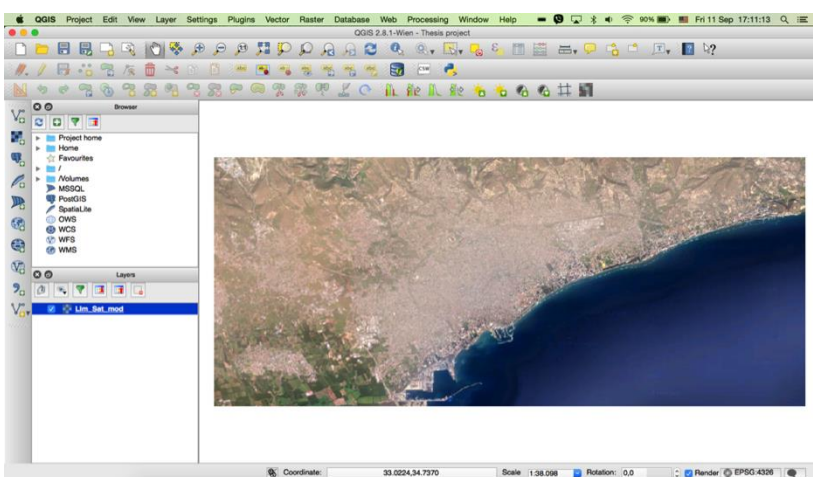 QGIS Project Edit View Layer Settings Plugins Vector Raster Database Web Processing Window Help 90% Fri 11 Sep 17:11:13
QGIS 2.8.1-Wien - Thesis project
CSW
Browser
Project home
Home
Favourites
/
/Volumes
MSSQL
PostGIS
SpatiaLite
OWS
WCS
WFS
WMS
Layers
Lim_Sat_mod
Coordinate: 33.0224,34.7370 Scale 1:38.098 Rotation: 0,0 Render EPSG:4326